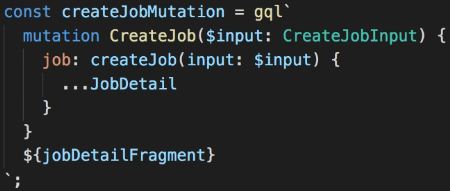 const createJobMutation = gql`
  mutation CreateJob($input: CreateJobInput) {
    job: createJob(input: $input) {
      ...JobDetail
    }
  }
  ${jobDetailFragment}
`;